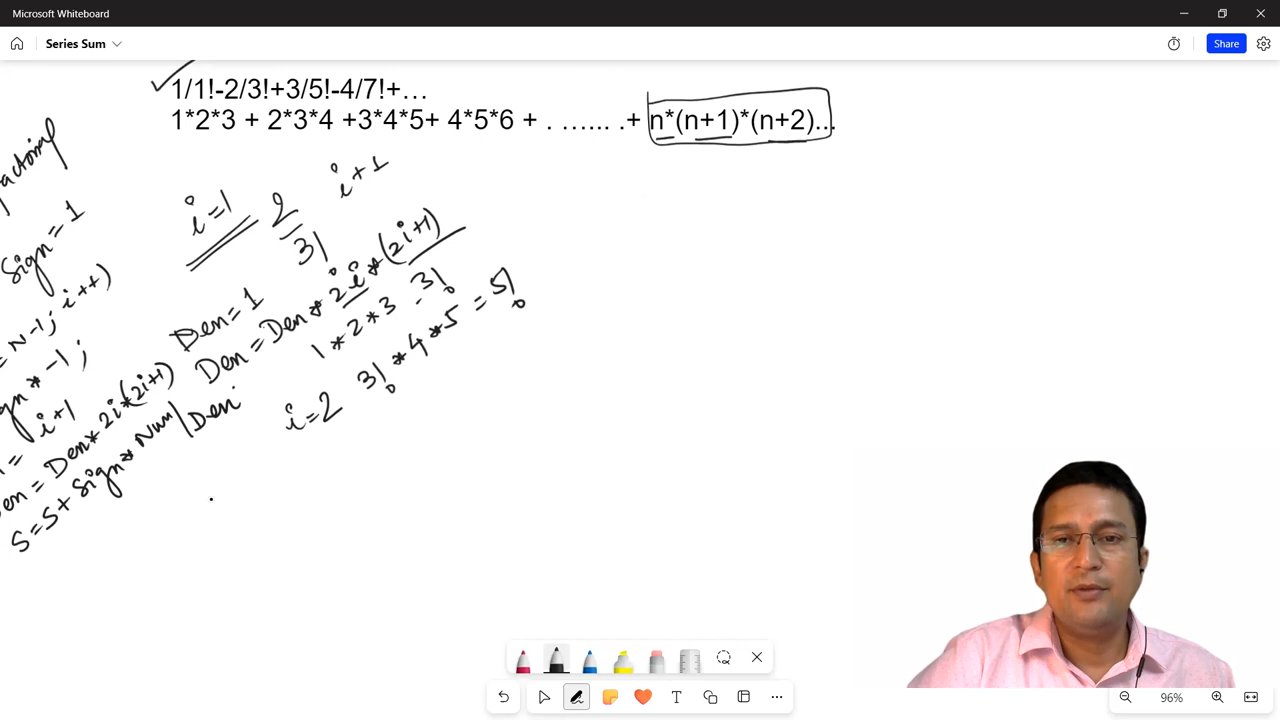 Microsoft Whiteboard
Series Sum
Share
1/1!-2/3!+3/5!-4/7!+…
1*2*3 + 2*3*4 +3*4*5+ 4*5*6 + . …... .+ n*(n+1)*(n+2)...
i+1
i=1
2
3!
Sign=1
i++)
N-1;
* -1;
= i+1
Den=1
Den = Den * 2i * (2i+1)
1*2*3 = 3!
i=2 3! * 4 * 5 = 5!
Den = Den * 2i * (2i+1)
S=S+ Sign * Num/Den
96%